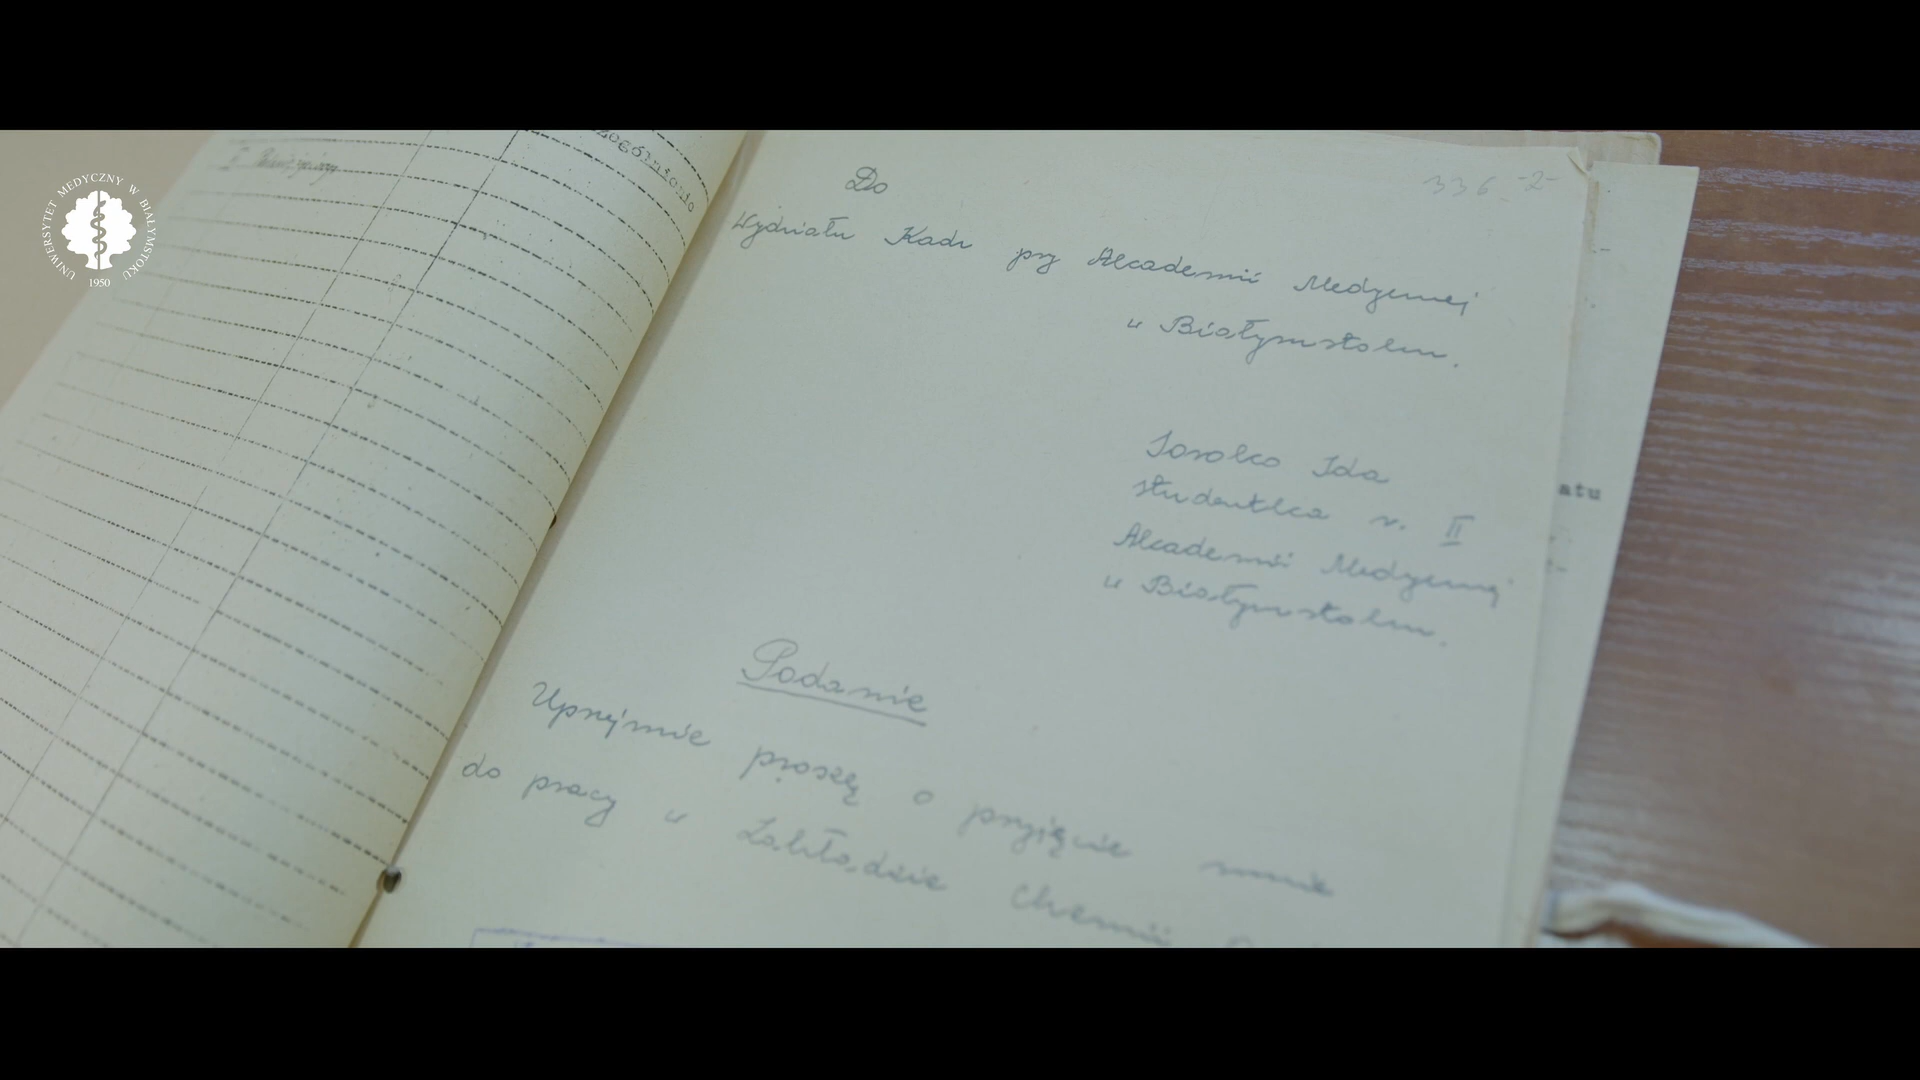 UNIWERSYTET MEDYCZNY W BIAŁYMSTOKU
1950
336 -2-
Do
Wydziału Kadr przy Akademii Medycznej
w Białymstoku.
Sosolko Ida
studentka r. II
Akademii Medycznej
w Białymstoku.
Podanie
Uprzejmie proszę o przyjęcie mnie
do pracy w Zakładzie Chemii
atu